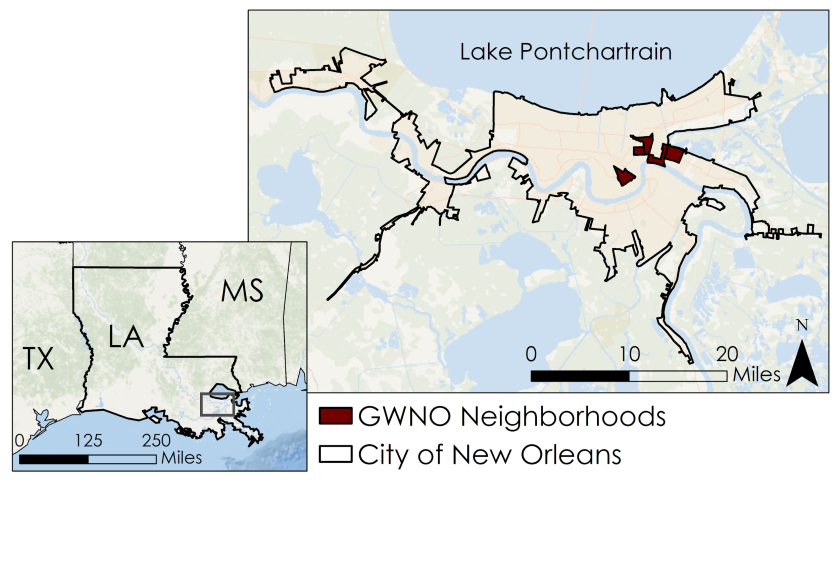 Lake Pontchartrain
N
0 10 20
Miles
MS
LA
TX
0 125 250
Miles
GWNO Neighborhoods
City of New Orleans